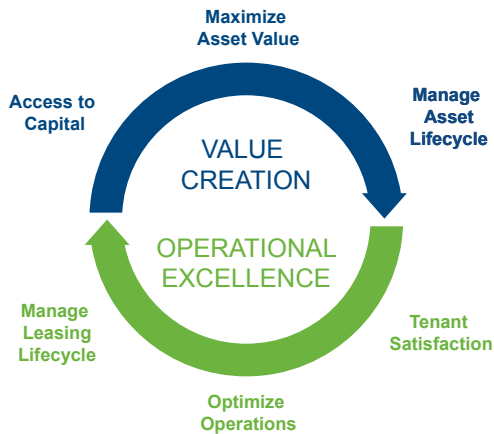 Maximize
Asset Value
Access to
Capital
Manage
Asset
Lifecycle
VALUE
CREATION
OPERATIONAL
EXCELLENCE
Manage
Leasing
Lifecycle
Tenant
Satisfaction
Optimize
Operations